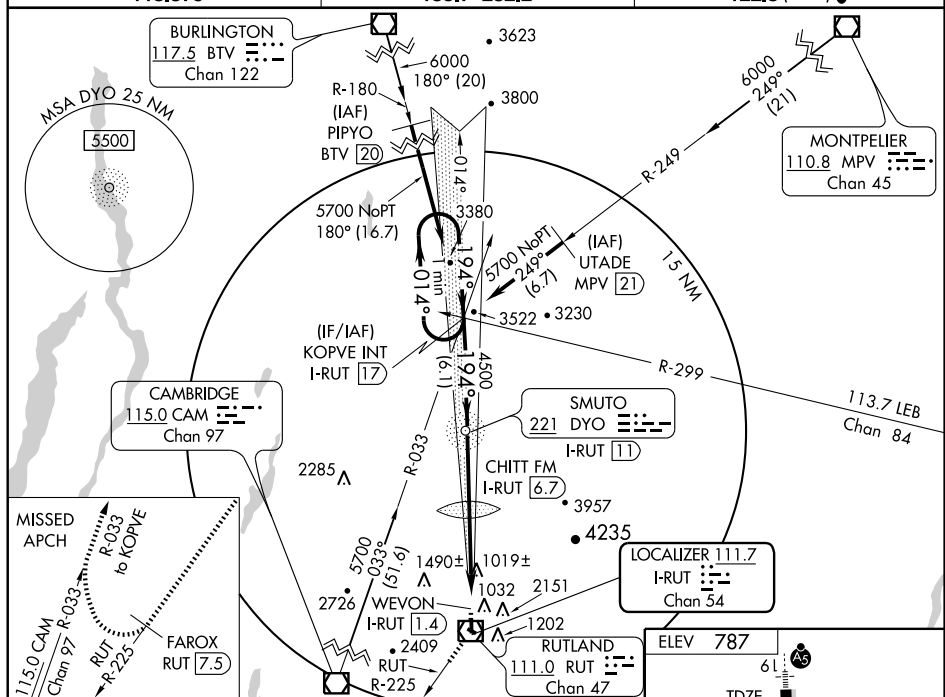 BURLINGTON
117.5 BTV
Chan 122
3623
6000
180° (20)
R-180
(IAF)
PIPYO
BTV 20
3800
6000
249°
(21)
MONTPELIER
110.8 MPV
Chan 45
MSA DYO 25 NM
5500
014°
R-249
5700 NoPT
180° (16.7)
3380
194°
1 min
014°
5700 NoPT
249°
(6.7)
(IAF)
UTADE
MPV 21
15 NM
3522
3230
(IF/IAF)
KOPVE INT
I-RUT 17
194°
4500
(6.1)
R-299
113.7 LEB
Chan 84
CAMBRIDGE
115.0 CAM
Chan 97
SMUTO
221 DYO
I-RUT 11
R-033
2285
CHITT FM
I-RUT 6.7
3957
4235
MISSED
APCH
R-033
to KOPVE
115.0 CAM
Chan 97
R-033
RUT
R-225
FAROX
RUT 7.5
5700
033°
(51.6)
1490±
1019±
LOCALIZER 111.7
I-RUT
Chan 54
2726
WEVON
I-RUT 1.4
1032
2151
1202
2409
RUT
R-225
RUTLAND
111.0 RUT
Chan 47
ELEV 787
19
A5
TDZE